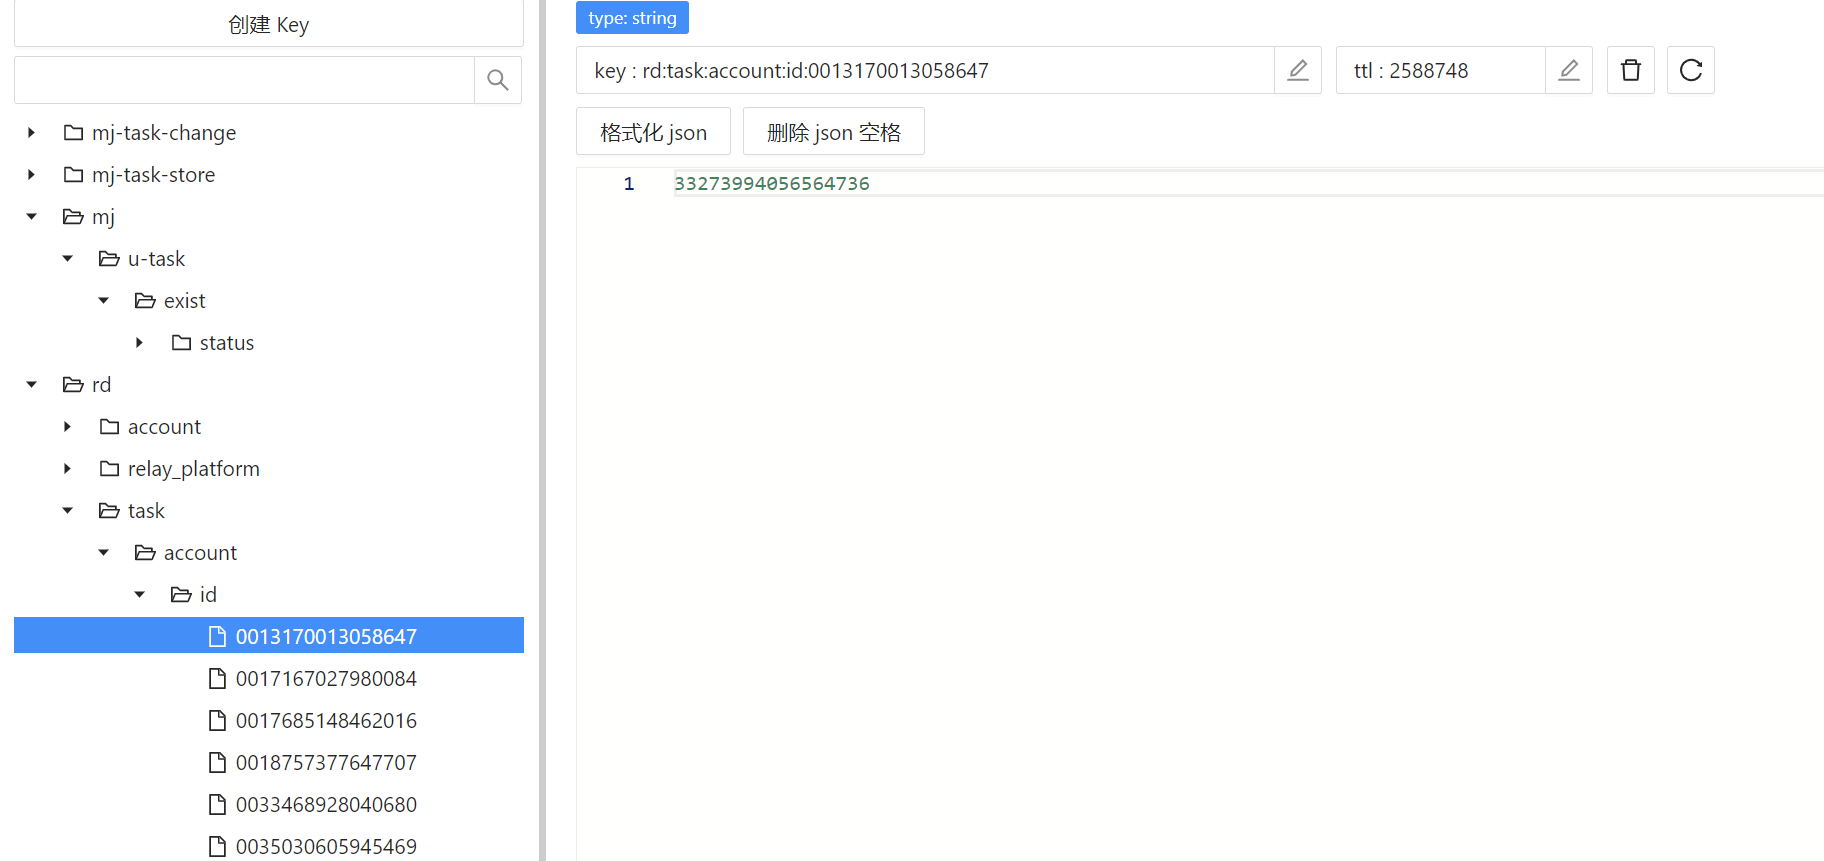 创建 Key
mj-task-change
mj-task-store
mj
u-task
exist
status
rd
account
relay_platform
task
account
id
0013170013058647
0017167027980084
0017685148462016
0018757377647707
0033468928040680
0035030605945469
type: string
key : rd:task:account:id:0013170013058647
ttl : 2588748
格式化 json
删除 json 空格
1
33273994056564736